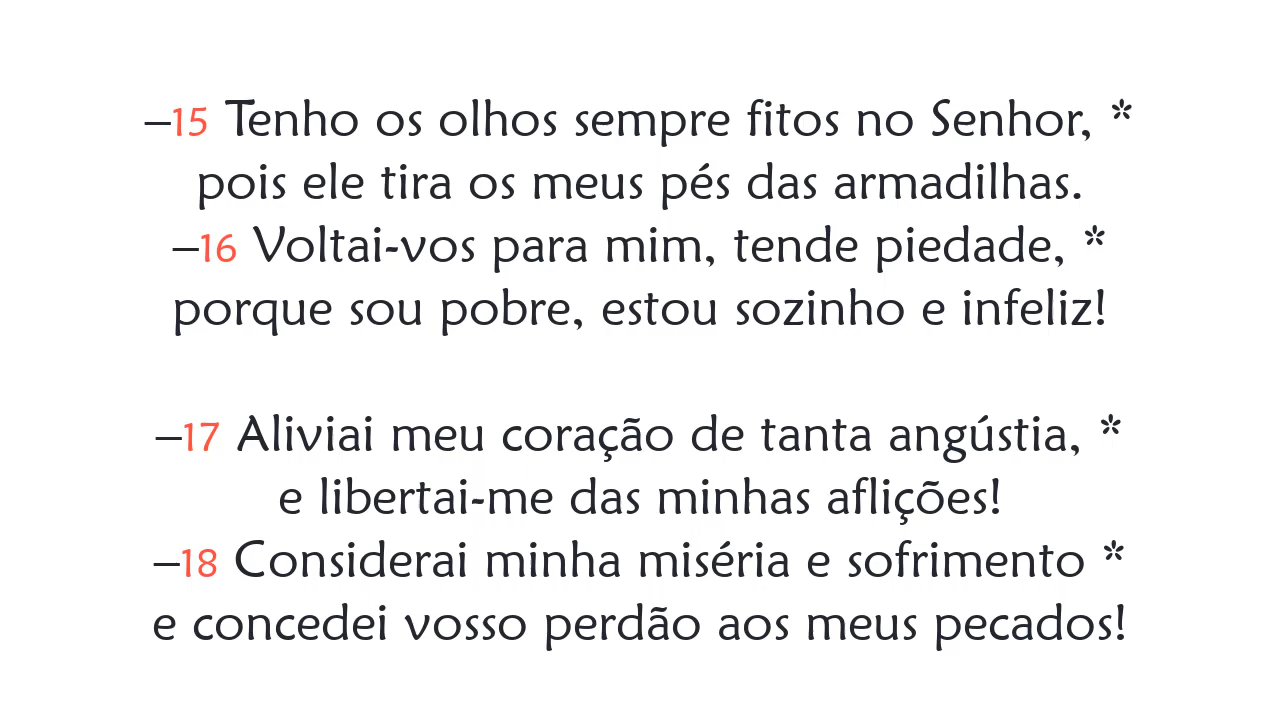 –15 Tenho os olhos sempre fitos no Senhor, *
pois ele tira os meus pés das armadilhas.
–16 Voltai-vos para mim, tende piedade, *
porque sou pobre, estou sozinho e infeliz!
–17 Aliviai meu coração de tanta angústia, *
e libertai-me das minhas aflições!
–18 Considerai minha miséria e sofrimento *
e concedei vosso perdão aos meus pecados!